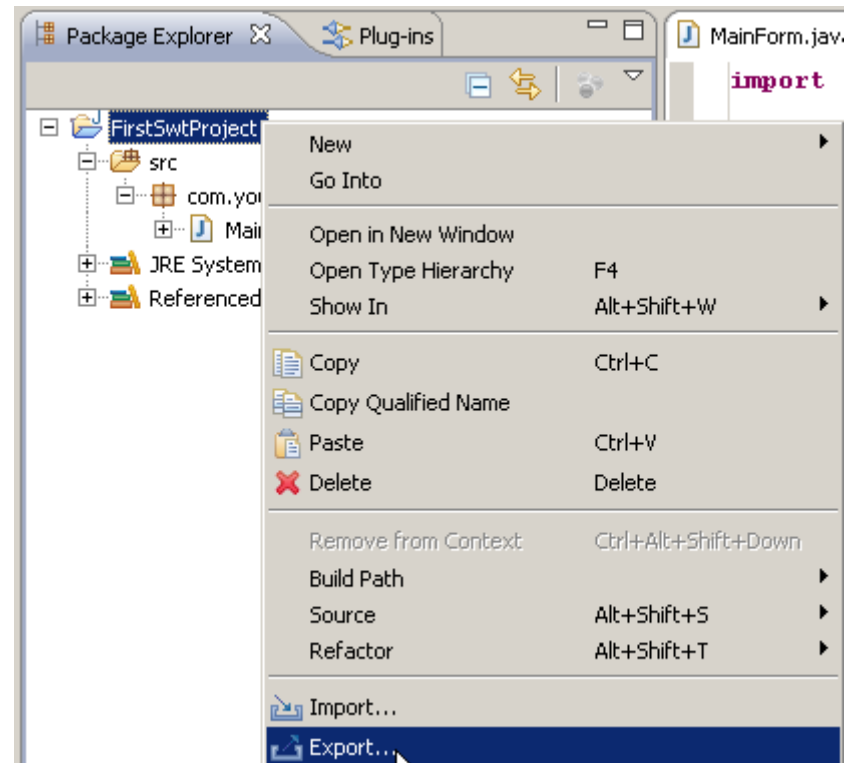 Package Explorer Plug-ins MainForm.jav
import
FirstSwtProject
src
com.you
Mai
JRE System
Referenced
New
Go Into
Open in New Window
Open Type Hierarchy F4
Show In Alt+Shift+W
Copy Ctrl+C
Copy Qualified Name
Paste Ctrl+V
Delete Delete
Remove from Context Ctrl+Alt+Shift+Down
Build Path
Source Alt+Shift+S
Refactor Alt+Shift+T
Import...
Export...